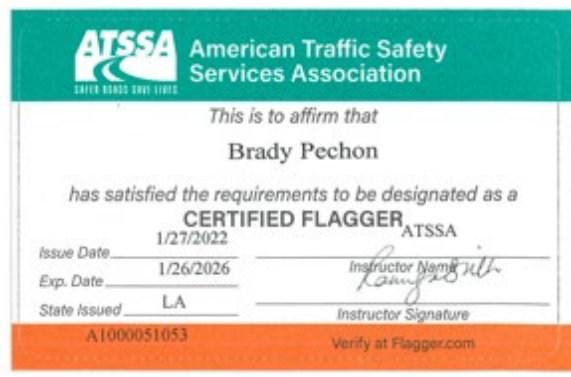 ATSSA
SAFER ROADS SAVE LIVES
American Traffic Safety
Services Association
This is to affirm that
Brady Pechon
has satisfied the requirements to be designated as a
CERTIFIED FLAGGER
Issue Date 1/27/2022
ATSSA
Instructor Name
Exp. Date 1/26/2026
State Issued LA
Instructor Signature
A1000051053
Verify at Flagger.com